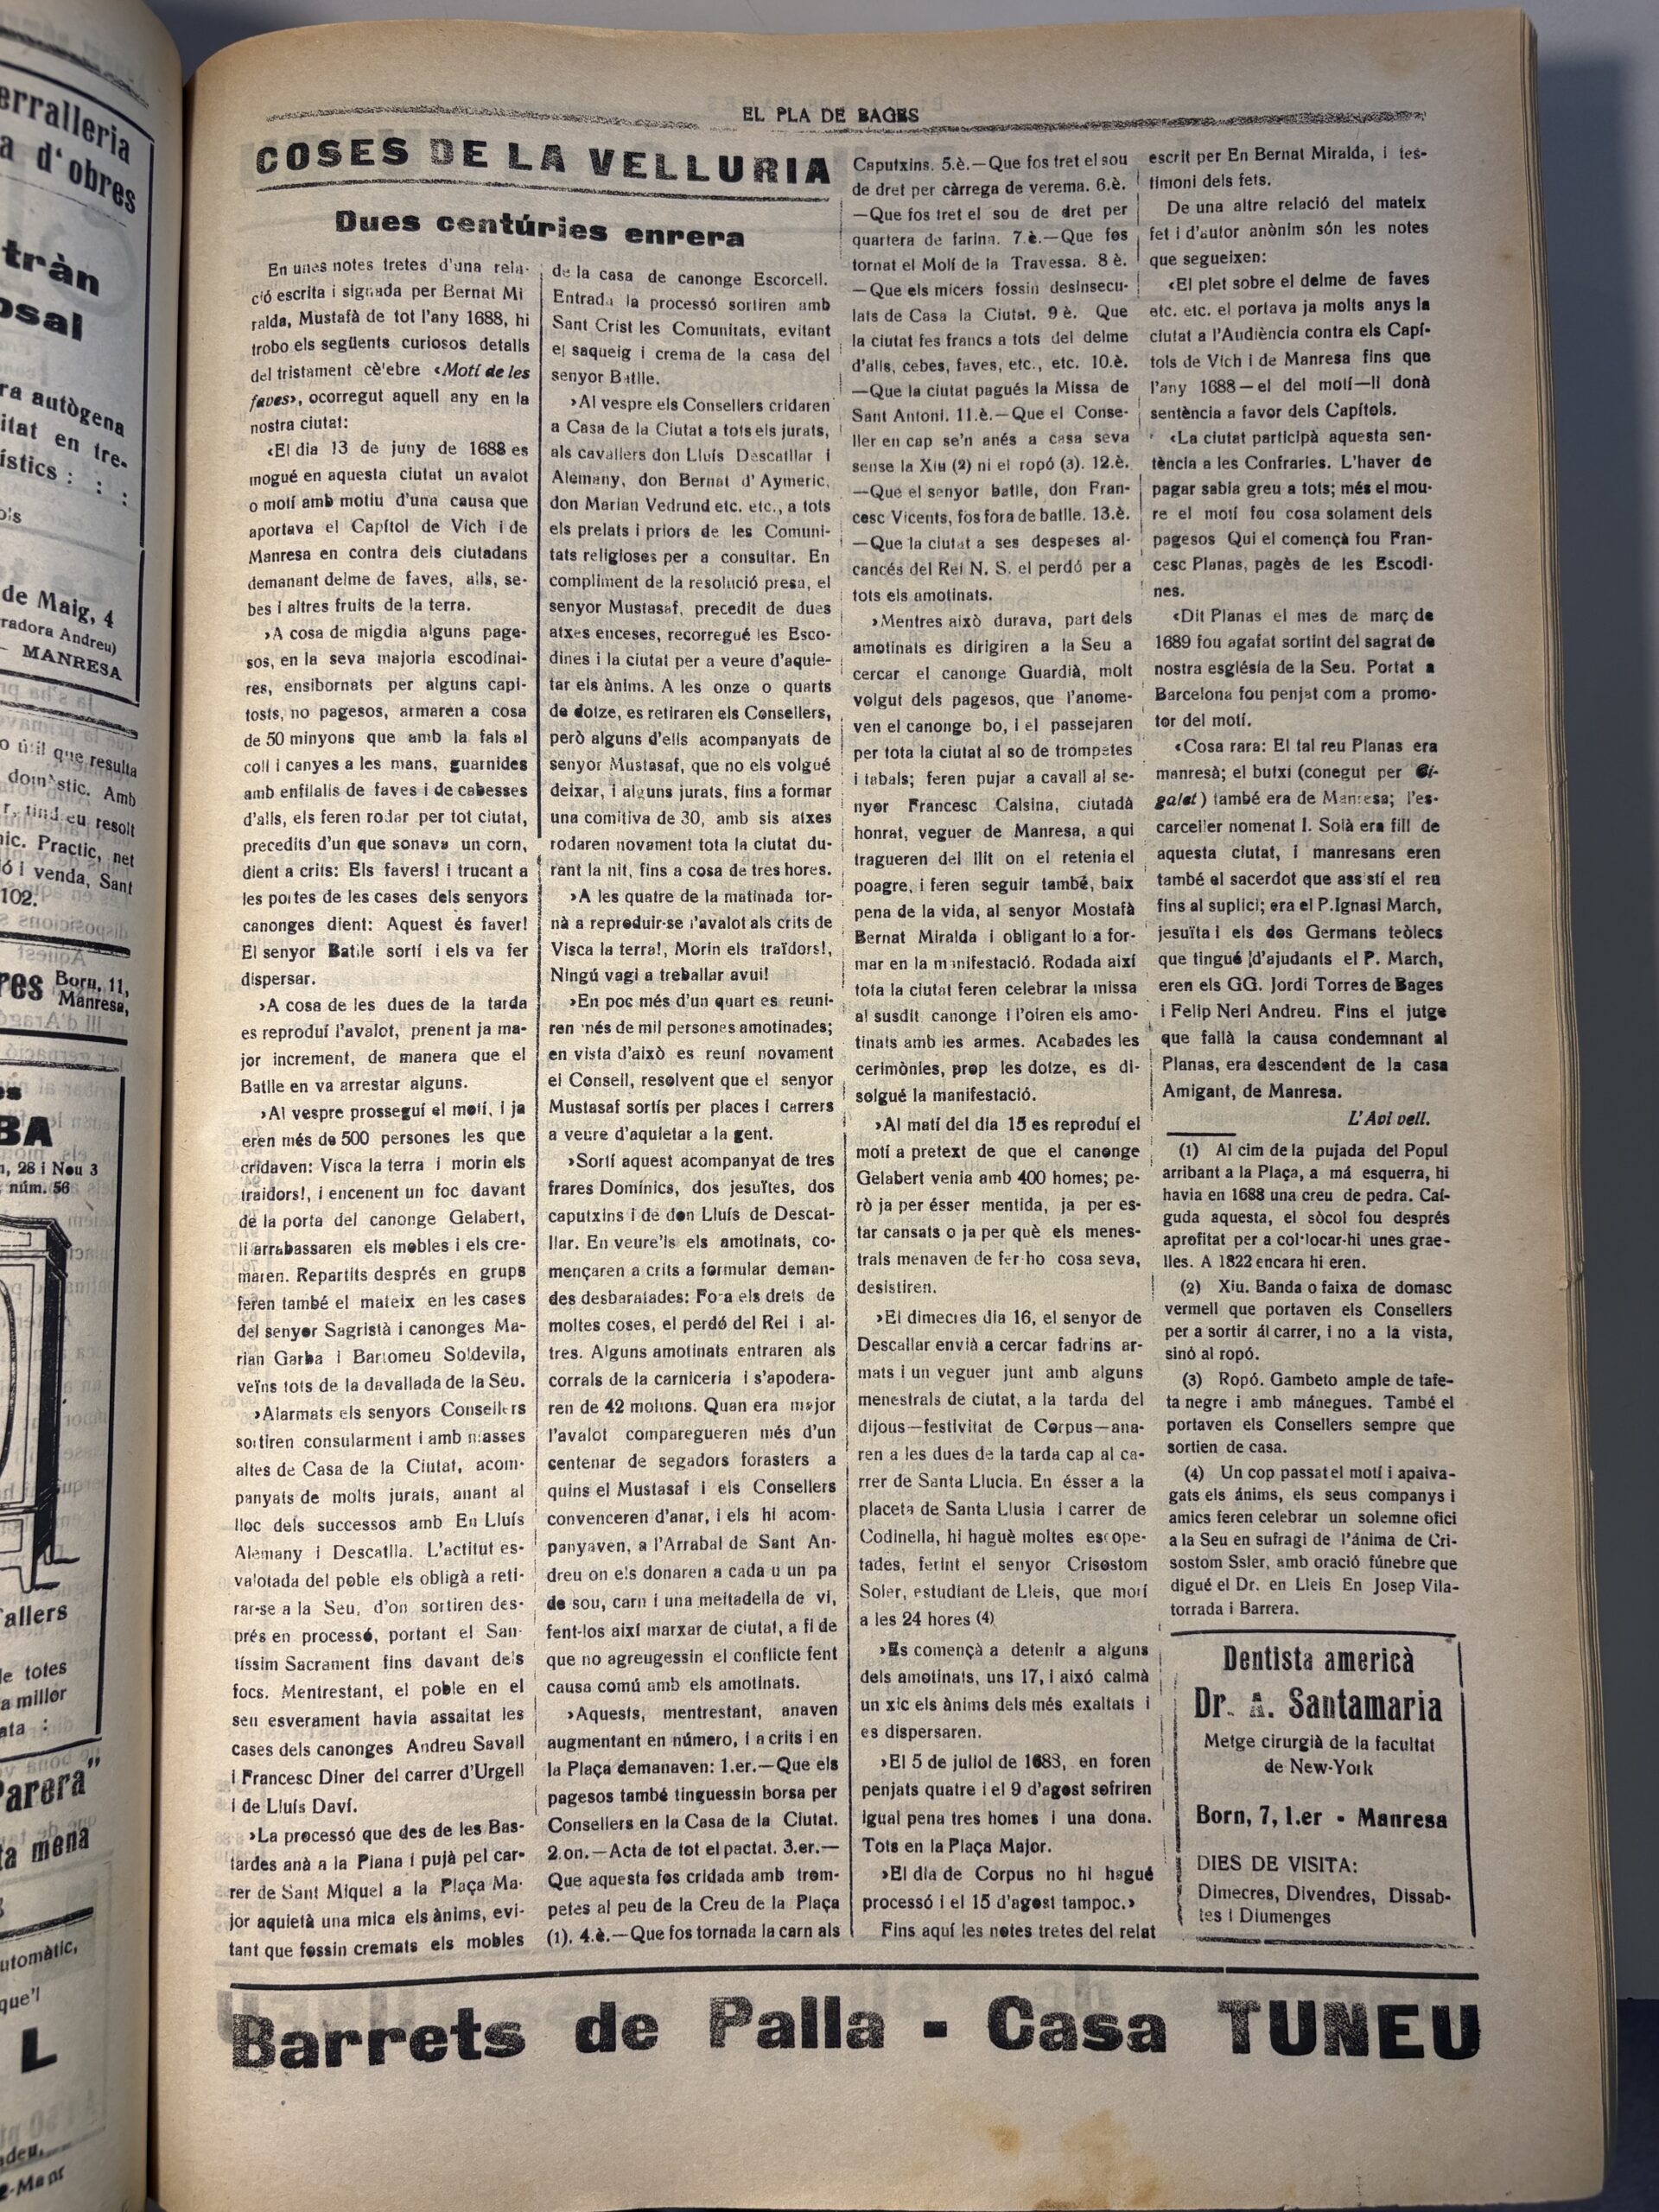 erralleria
a d'obres
tràn
osal
ra autògena
itat en tre-
ístics : : :
de Maig, 4
radora Andreu)
- MANRESA
o útil que resulta
Amb
resolt
nic. Practic, net
ó i venda, Sant
102.
res
Born, 11,
Manresa,
BA
28 i Nou 3
núm. 56
allers
le totes
a millor
ata :
Parera"
ta mena
utomàtic,
que'l
L
EL PLA DE BAGES
COSES DE LA VELLURIA
Dues centúries enrera
En unes notes tretes d'una rela-
ció escrita i signada per Bernat Mi
ralda, Mustafà de tot l'any 1688, hi
trobo els següents curiosos detalls
del tristament cè'ebre «Motí de les
faves», ocorregut aquell any en la
nostra ciutat:
«El dia 13 de juny de 1688 es
mogué en aquesta ciutat un avalot
o motí amb motiu d'una causa que
aportava el Capítol de Vich i de
Manresa en contra dels ciutadans
demanant delme de faves, alls, se-
bes i altres fruits de la terra.
»A cosa de migdia alguns page-
sos, en la seva majoria escodinai-
res, ensibornats per alguns capi-
tosts, no pagesos, armaren a cosa
de 50 minyons que amb la fals al
coll i canyes a les mans, guarnides
amb enfilalls de faves i de cabesses
d'alls, els feren rodar per tot ciutat,
precedits d'un que sonava un corn,
dient a crits: Els favers! i trucant a
les portes de les cases dels senyors
canonges dient: Aquest és faver!
El senyor Batlle sortí i els va fer
dispersar.
»A cosa de les dues de la tarda
es reproduí l'avalot, prenent ja ma-
jor increment, de manera que el
Batlle en va arrestar alguns.
»Al vespre prosseguí el motí, i ja
eren més de 500 persones les que
cridaven: Visca la terra i morin els
traidors!, i encenent un foc davant
de la porta del canonge Gelabert,
li arrabassaren els mobles i els cre-
maren. Repartits després en grups
feren també el mateix en les cases
del senyor Sagristà i canonges Ma-
rian Garba i Bartomeu Soldevila,
veïns tots de la davallada de la Seu.
»Alarmats els senyors Consellers
sortiren consularment i amb masses
altes de Casa de la Ciutat, acom-
panyats de molts jurats, anant al
lloc dels successos amb En Lluís
Alemany i Descatlla. L'actitut es-
valotada del poble els obligà a reti-
rar-se a la Seu, d'on sortiren des-
prés en processó, portant el San-
tíssim Sacrament fins davant dels
focs. Mentrestant, el poble en el
seu esverament havia assaltat les
cases dels canonges Andreu Savall
i Francesc Diner del carrer d'Urgell
i de Lluís Daví.
»La processó que des de les Bas-
tardes anà a la Plana i pujà pel car-
rer de Sant Miquel a la Plaça Ma-
jor aquietà una mica els ànims, evi-
tant que fossin cremats els mobles
de la casa de canonge Escorcell.
Entrada la processó sortiren amb
Sant Crist les Comunitats, evitant
el saqueig i crema de la casa del
senyor Batlle.
»Al vespre els Consellers cridaren
a Casa de la Ciutat a tots els jurats,
als cavallers don Lluís Descatllar i
Alemany, don Bernat d'Aymeric,
don Marian Vedrund etc. etc., a tots
els prelats i priors de les Comuni-
tats religioses per a consultar. En
compliment de la resolució presa, el
senyor Mustasaf, precedit de dues
atxes enceses, recorregué les Esco-
dines i la ciutat per a veure d'aquie-
tar els ànims. A les onze o quarts
de dotze, es retiraren els Consellers,
però alguns d'ells acompanyats de
senyor Mustasaf, que no els volgué
deixar, i alguns jurats, fins a formar
una comitiva de 30, amb sis atxes
rodaren novament tota la ciutat du-
rant la nit, fins a cosa de tres hores.
»A les quatre de la matinada tor-
nà a reproduir-se l'avalot als crits de
Visca la terra!, Morin els traïdors!,
Ningú vagi a treballar avui!
»En poc més d'un quart es reuni-
ren més de mil persones amotinades;
en vista d'això es reuní novament
el Consell, resolvent que el senyor
Mustasaf sortís per places i carrers
a veure d'aquietar a la gent.
»Sortí aquest acompanyat de tres
frares Domínics, dos jesuïtes, dos
caputxins i de don Lluís de Descat-
llar. En veure'ls els amotinats, co-
mençaren a crits a formular deman-
des desbaratades: Fora els drets de
moltes coses, el perdó del Rei i al-
tres. Alguns amotinats entraren als
corrals de la carniceria i s'apodera-
ren de 42 moltons. Quan era major
l'avalot comparegueren més d'un
centenar de segadors forasters a
quins el Mustasaf i els Consellers
convenceren d'anar, i els hi acom-
panyaven, a l'Arrabal de Sant An-
dreu on els donaren a cada u un pa
de sou, carn i una meitadella de vi,
fent-los així marxar de ciutat, a fi de
que no agreugessin el conflicte fent
causa comú amb els amotinats.
»Aquests, mentrestant, anaven
augmentant en número, i a crits i en
la Plaça demanaven: 1.er.—Que els
pagesos també tinguessin borsa per
Consellers en la Casa de la Ciutat.
2.on.—Acta de tot el pactat. 3.er.—
Que aquesta fos cridada amb trom-
petes al peu de la Creu de la Plaça
(1). 4.è.—Que fos tornada la carn als
Caputxins. 5.è.—Que fos tret el sou
de dret per càrrega de verema. 6.è.
—Que fos tret el sou de dret per
quartera de farina. 7.è.—Que fos
tornat el Molí de la Travessa. 8 è.
—Que els micers fossin desinsecu-
lats de Casa la Ciutat. 9 è. Que
la ciutat fes francs a tots del delme
d'alls, cebes, faves, etc., etc. 10.è.
—Que la ciutat pagués la Missa de
Sant Antoni. 11.è.—Que el Conse-
ller en cap se'n anés a casa seva
sense la Xiu (2) ni el ropó (3). 12.è.
—Que el senyor batlle, don Fran-
cesc Vicents, fos fora de batlle. 13.è.
—Que la ciutat a ses despeses al-
cancés del Rei N. S. el perdó per a
tots els amotinats.
»Mentres això durava, part dels
amotinats es dirigiren a la Seu a
cercar el canonge Guardià, molt
volgut dels pagesos, que l'anome-
ven el canonge bo, i el passejaren
per tota la ciutat al so de trompetes
i tabals; feren pujar a cavall al se-
nyor Francesc Calsina, ciutadà
honrat, veguer de Manresa, a qui
tragueren del llit on el retenia el
poagre, i feren seguir també, baix
pena de la vida, al senyor Mostafà
Bernat Miralda i obligant lo a for-
mar en la manifestació. Rodada així
tota la ciutat feren celebrar la missa
al susdit canonge i l'oiren els amo-
tinats amb les armes. Acabades les
cerimònies, prop les dotze, es di-
solgué la manifestació.
»Al matí del dia 15 es reproduí el
motí a pretext de que el canonge
Gelabert venia amb 400 homes; pe-
rò ja per ésser mentida, ja per es-
tar cansats o ja per què els menes-
trals menaven de fer ho cosa seva,
desistiren.
»El dimecres dia 16, el senyor de
Descallar envià a cercar fadrins ar-
mats i un veguer junt amb alguns
menestrals de ciutat, a la tarda del
dijous—festivitat de Corpus—ana-
ren a les dues de la tarda cap al ca-
rrer de Santa Llucia. En ésser a la
placeta de Santa Llusia i carrer de
Codinella, hi haguè moltes escope-
tades, ferint el senyor Crisostom
Soler, estudiant de Lleis, que morí
a les 24 hores (4)
»Es començà a detenir a alguns
dels amotinats, uns 17, i aixó calmà
un xic els ànims dels més exaltats i
es dispersaren.
»El 5 de juliol de 1683, en foren
penjats quatre i el 9 d'agost sofriren
igual pena tres homes i una dona.
Tots en la Plaça Major.
»El dia de Corpus no hi hagué
processó i el 15 d'agost tampoc.»
Fins aquí les notes tretes del relat
escrit per En Bernat Miralda, i tes-
timoni dels fets.
De una altre relació del mateix
fet i d'autor anònim són les notes
que segueixen:
«El plet sobre el delme de faves
etc. etc. el portava ja molts anys la
ciutat a l'Audiència contra els Capí-
tols de Vich i de Manresa fins que
l'any 1688—el del motí—li donà
sentència a favor dels Capítols.
«La ciutat participà aquesta sen-
tència a les Confraries. L'haver de
pagar sabia greu a tots; més el mou-
re el motí fou cosa solament dels
pagesos Qui el començà fou Fran-
cesc Planas, pagès de les Escodi-
nes.
«Dit Planas el mes de març de
1689 fou agafat sortint del sagrat de
nostra església de la Seu. Portat a
Barcelona fou penjat com a promo-
tor del motí.
«Cosa rara: El tal reu Planas era
manresà; el butxí (conegut per Ci-
galet) també era de Manresa; l'es-
carceller nomenat I. Solà era fill de
aquesta ciutat, i manresans eren
també el sacerdot que assistí el reu
fins al suplici; era el P.Ignasi March,
jesuïta i els dos Germans teòlecs
que tingué d'ajudants el P. March,
eren els GG. Jordi Torres de Bages
i Felip Neri Andreu. Fins el jutge
que fallà la causa condemnant al
Planas, era descendent de la casa
Amigant, de Manresa.
L'Avi vell.
(1) Al cim de la pujada del Popul
arribant a la Plaça, a má esquerra, hi
havia en 1688 una creu de pedra. Caí-
guda aquesta, el sòcol fou després
aprofitat per a col·locar-hi unes grae-
lles. A 1822 encara hi eren.
(2) Xiu. Banda o faixa de domasc
vermell que portaven els Consellers
per a sortir ál carrer, i no a la vista,
sinó al ropó.
(3) Ropó. Gambeto ample de tafe-
ta negre i amb mánegues. També el
portaven els Consellers sempre que
sortien de casa.
(4) Un cop passat el motí i apaiva-
gats els ánims, els seus companys i
amics feren celebrar un solemne ofici
a la Seu en sufragi de l'ánima de Cri-
sostom Ssler, amb oració fúnebre que
digué el Dr. en Lleis En Josep Vila-
torrada i Barrera.
Dentista americà
Dr. A. Santamaria
Metge cirurgià de la facultat
de New-York
Born, 7, 1.er - Manresa
DIES DE VISITA:
Dimecres, Divendres, Dissab-
tes i Diumenges
Barrets de Palla - Casa TUNEU